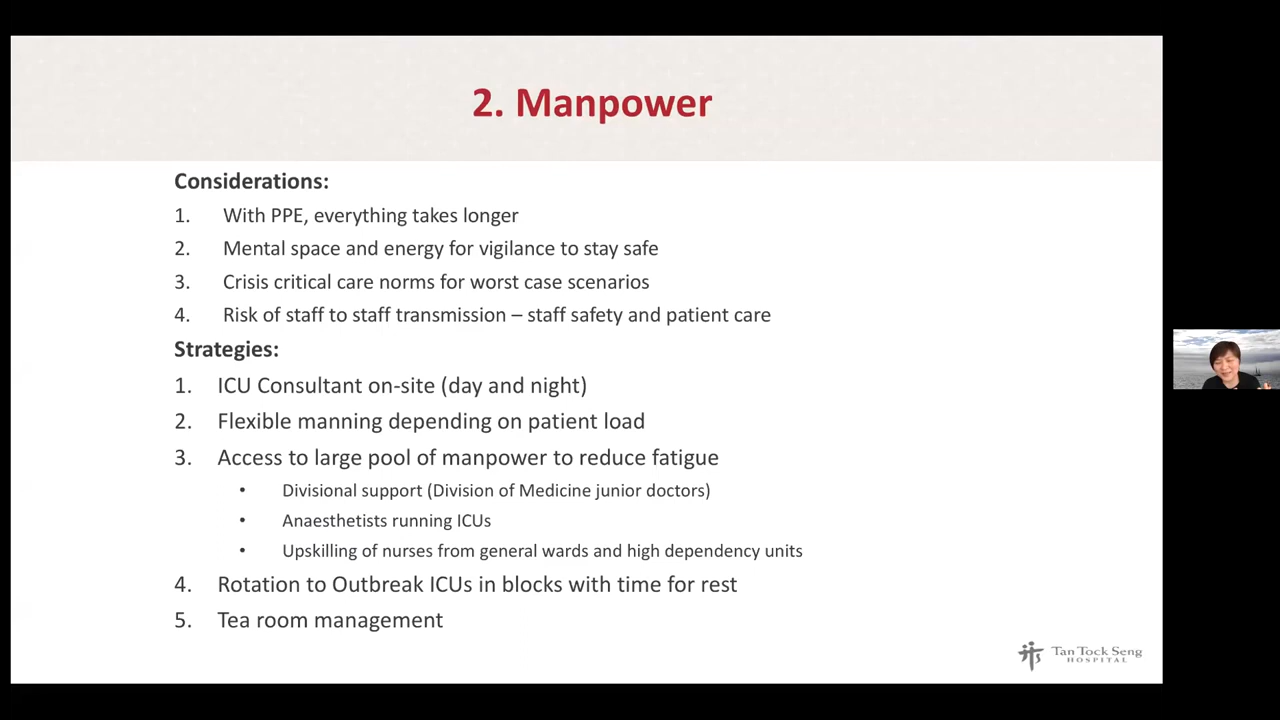 2. Manpower
Considerations:
1. With PPE, everything takes longer
2. Mental space and energy for vigilance to stay safe
3. Crisis critical care norms for worst case scenarios
4. Risk of staff to staff transmission – staff safety and patient care
Strategies:
1. ICU Consultant on-site (day and night)
2. Flexible manning depending on patient load
3. Access to large pool of manpower to reduce fatigue
• Divisional support (Division of Medicine junior doctors)
• Anaesthetists running ICUs
• Upskilling of nurses from general wards and high dependency units
4. Rotation to Outbreak ICUs in blocks with time for rest
5. Tea room management
Tan Tock Seng
HOSPITAL